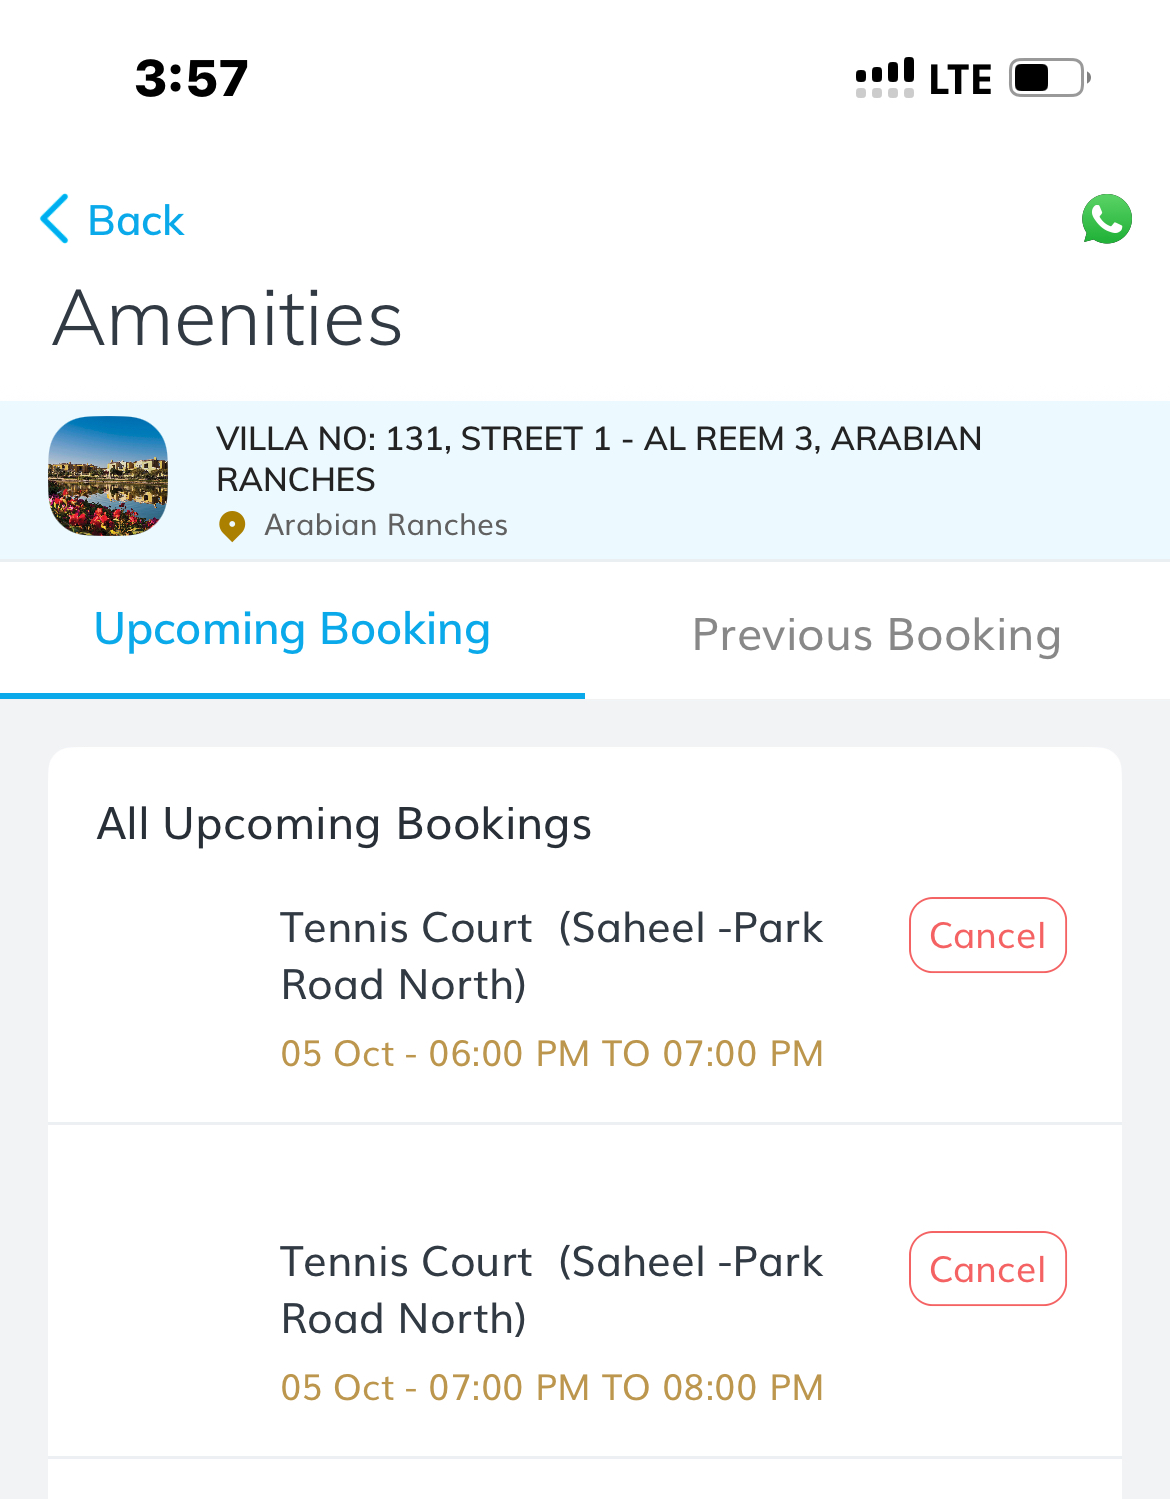 3:57
LTE
Back
Amenities
VILLA NO: 131, STREET 1 - AL REEM 3, ARABIAN
RANCHES
Arabian Ranches
Upcoming Booking
Previous Booking
All Upcoming Bookings
Tennis Court  (Saheel -Park
Road North)
Cancel
05 Oct - 06:00 PM TO 07:00 PM
Tennis Court  (Saheel -Park
Road North)
Cancel
05 Oct - 07:00 PM TO 08:00 PM